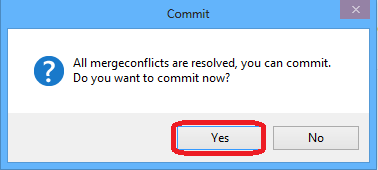 Commit
All mergeconflicts are resolved, you can commit.
Do you want to commit now?
Yes
No